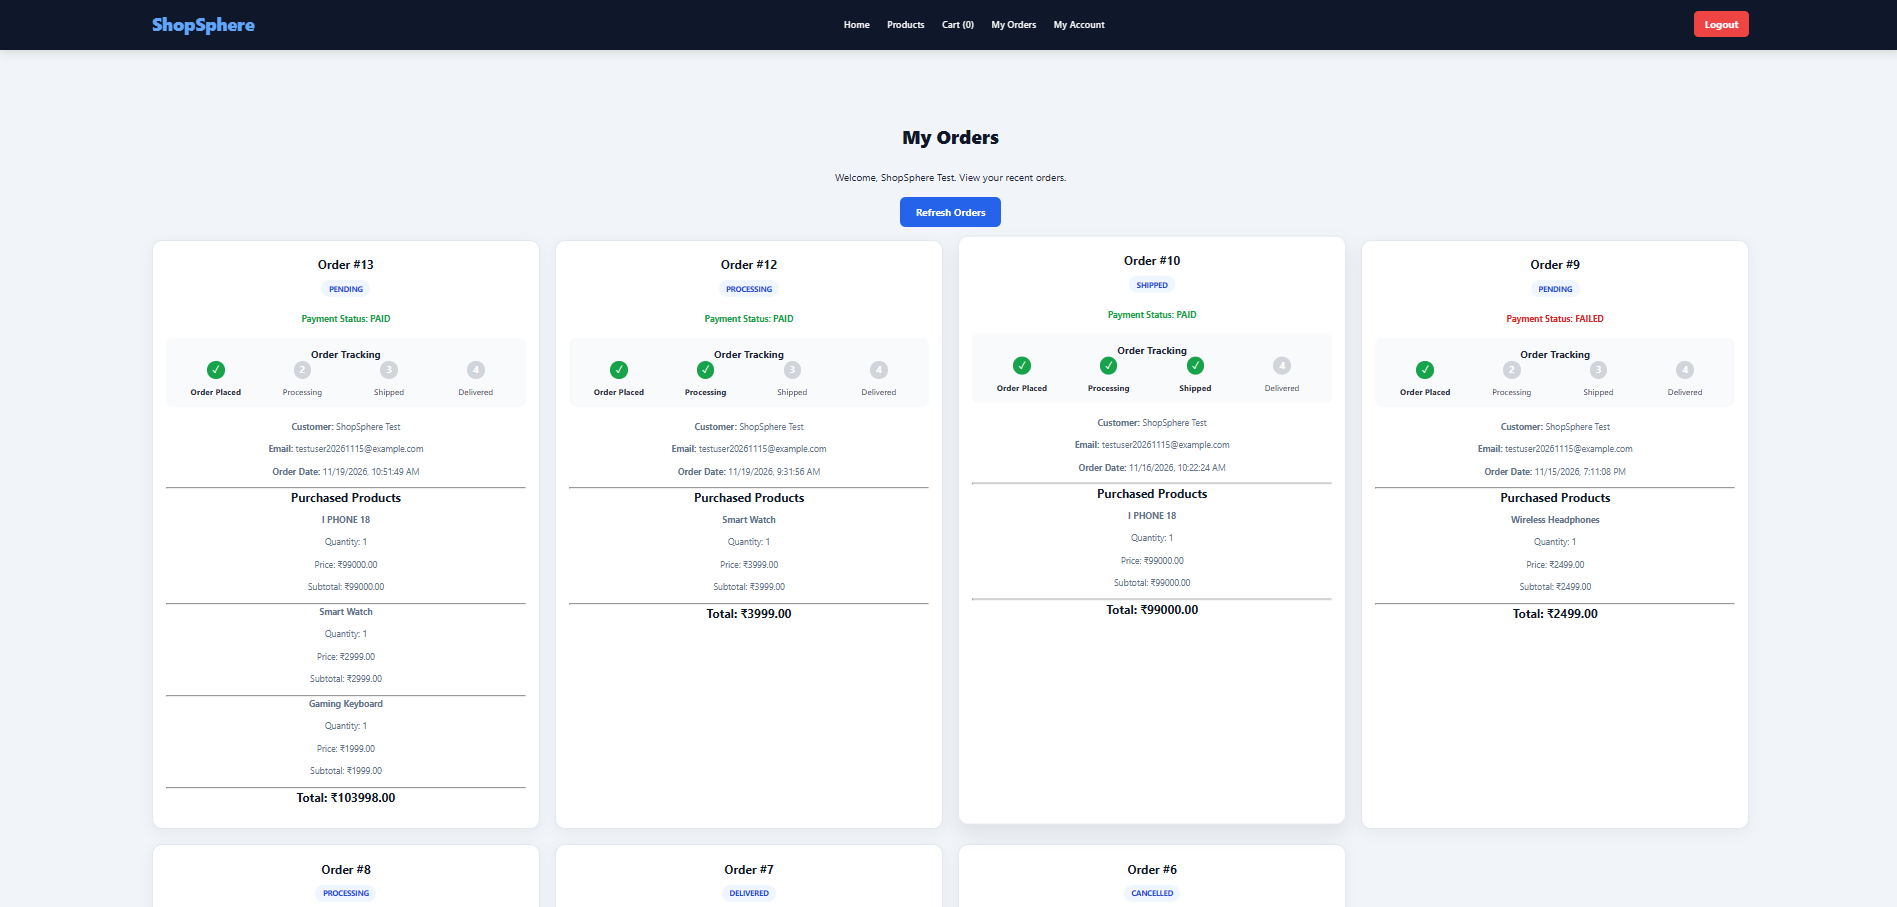 ShopSphere
Home Products Cart (0) My Orders My Account
Logout
My Orders
Welcome, ShopSphere Test. View your recent orders.
Refresh Orders
Order #13
PENDING
Payment Status: PAID
Order Tracking
✓ 2 3 4
Order Placed Processing Shipped Delivered
Customer: ShopSphere Test
Email: testuser20261115@example.com
Order Date: 11/19/2026, 10:51:49 AM
Purchased Products
I PHONE 18
Quantity: 1
Price: ₹99000.00
Subtotal: ₹99000.00
Smart Watch
Quantity: 1
Price: ₹2999.00
Subtotal: ₹2999.00
Gaming Keyboard
Quantity: 1
Price: ₹1999.00
Subtotal: ₹1999.00
Total: ₹103998.00
Order #12
PROCESSING
Payment Status: PAID
Order Tracking
✓ ✓ 3 4
Order Placed Processing Shipped Delivered
Customer: ShopSphere Test
Email: testuser20261115@example.com
Order Date: 11/19/2026, 9:31:56 AM
Purchased Products
Smart Watch
Quantity: 1
Price: ₹3999.00
Subtotal: ₹3999.00
Total: ₹3999.00
Order #10
SHIPPED
Payment Status: PAID
Order Tracking
✓ ✓ ✓ 4
Order Placed Processing Shipped Delivered
Customer: ShopSphere Test
Email: testuser20261115@example.com
Order Date: 11/16/2026, 10:22:24 AM
Purchased Products
I PHONE 18
Quantity: 1
Price: ₹99000.00
Subtotal: ₹99000.00
Total: ₹99000.00
Order #9
PENDING
Payment Status: FAILED
Order Tracking
✓ 2 3 4
Order Placed Processing Shipped Delivered
Customer: ShopSphere Test
Email: testuser20261115@example.com
Order Date: 11/15/2026, 7:11:08 PM
Purchased Products
Wireless Headphones
Quantity: 1
Price: ₹2499.00
Subtotal: ₹2499.00
Total: ₹2499.00
Order #8
PROCESSING
Order #7
DELIVERED
Order #6
CANCELLED